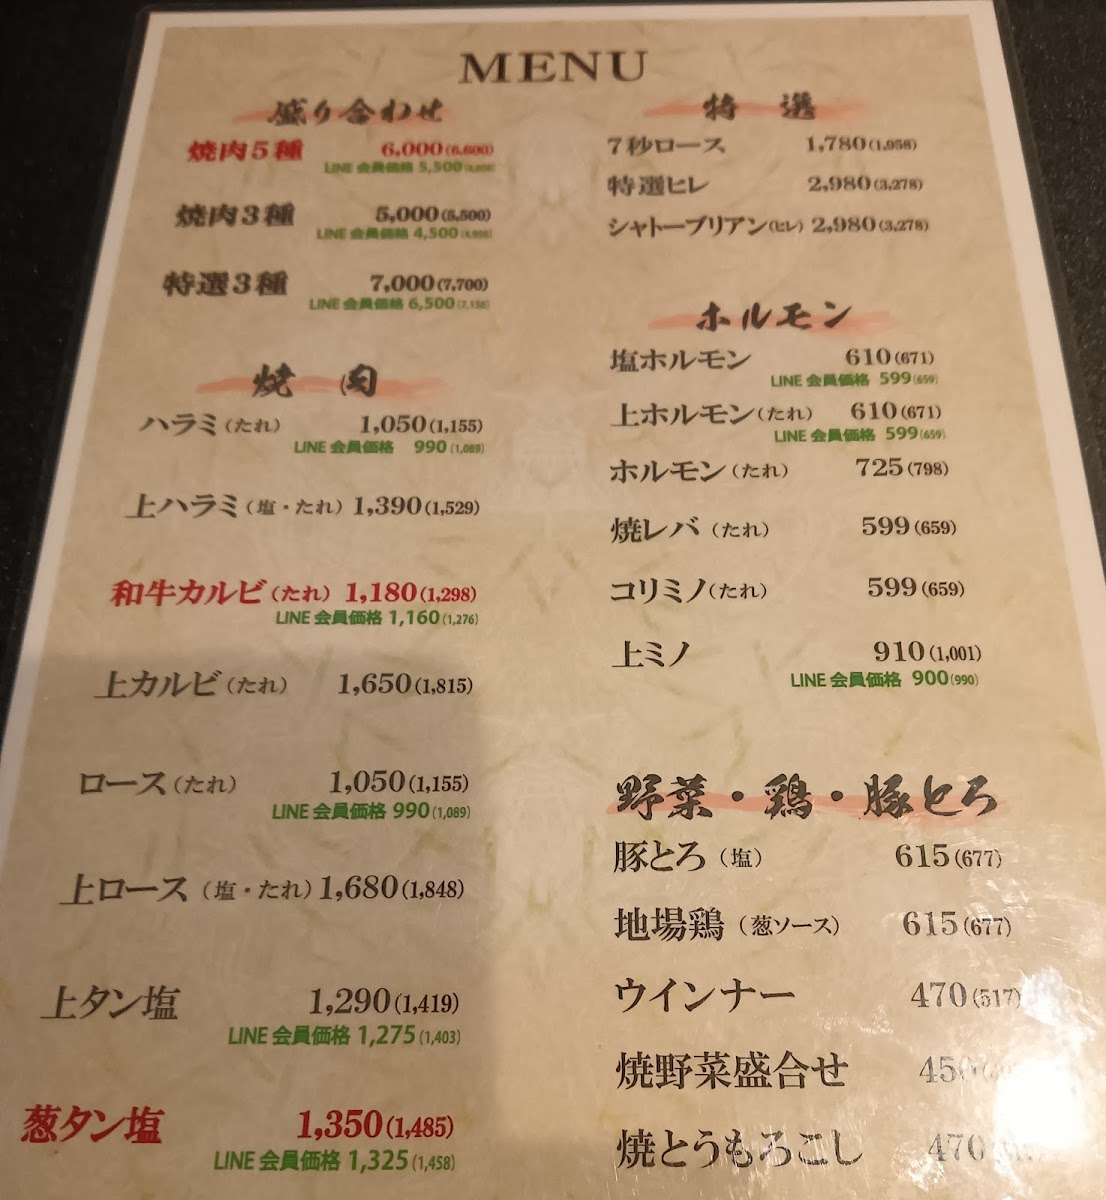 MENU
盛り合わせ
焼肉5種 6,000(6,600)
LINE 会員価格 5,500
焼肉3種 5,000(5,500)
LINE 会員価格 4,500(4,950)
特選3種 7,000(7,700)
LINE 会員価格 6,500(7,150)
焼 肉
ハラミ(たれ) 1,050(1,155)
LINE 会員価格 990(1,089)
上ハラミ(塩・たれ) 1,390(1,529)
和牛カルビ(たれ) 1,180(1,298)
LINE 会員価格 1,160(1,276)
上カルビ(たれ) 1,650(1,815)
ロース(たれ) 1,050(1,155)
LINE 会員価格 990(1,089)
上ロース(塩・たれ) 1,680(1,848)
上タン塩 1,290(1,419)
LINE 会員価格 1,275(1,403)
葱タン塩 1,350(1,485)
LINE 会員価格 1,325(1,458)
特 選
7秒ロース 1,780(1,958)
特選ヒレ 2,980(3,278)
シャトーブリアン(ヒレ) 2,980(3,278)
ホルモン
塩ホルモン 610(671)
LINE 会員価格 599(659)
上ホルモン(たれ) 610(671)
LINE 会員価格 599(659)
ホルモン(たれ) 725(798)
焼レバ(たれ) 599(659)
コリミノ(たれ) 599(659)
上ミノ 910(1,001)
LINE 会員価格 900(990)
野菜・鶏・豚とろ
豚とろ(塩) 615(677)
地場鶏(葱ソース) 615(677)
ウインナー 470(517)
焼野菜盛合せ 450
焼とうもろこし 470